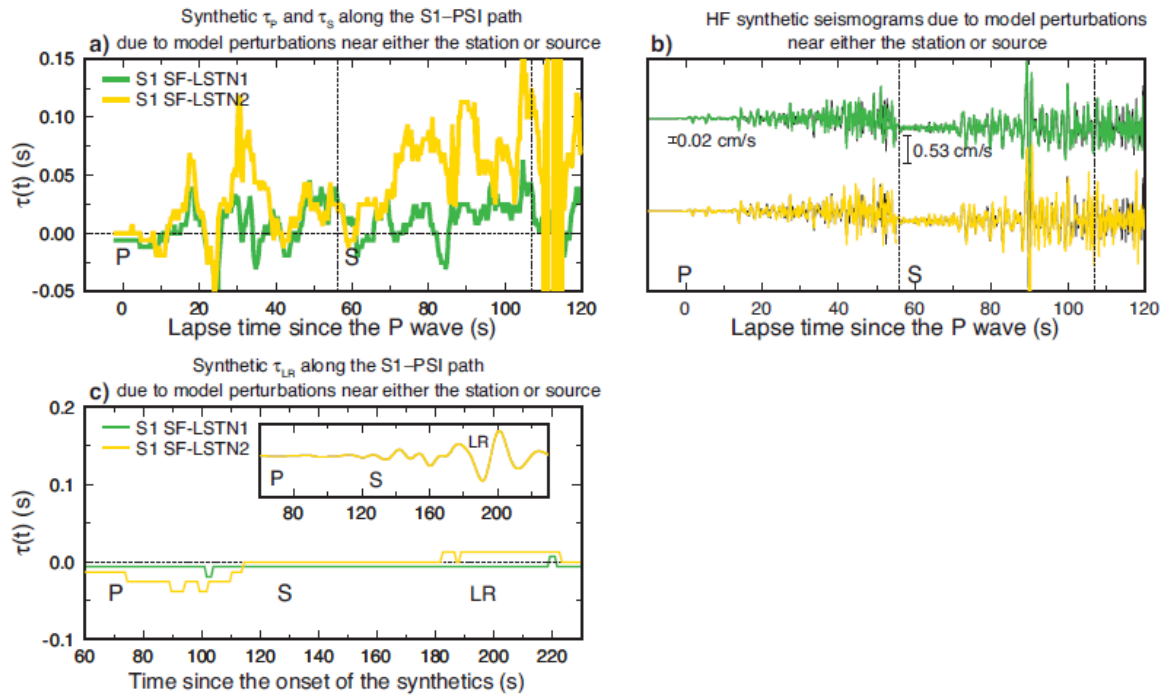 Synthetic τP and τS along the S1–PSI path
a) due to model perturbations near either the station or source
0.15
0.10
0.05
0.00
-0.05
τ(t) (s)
S1 SF-LSTN1
S1 SF-LSTN2
P
S
0 20 40 60 80 100 120
Lapse time since the P wave (s)
HF synthetic seismograms due to model perturbations
b) near either the station or source
0.02 cm/s
0.53 cm/s
P
S
0 20 40 60 80 100 120
Lapse time since the P wave (s)
Synthetic τLR along the S1–PSI path
c) due to model perturbations near either the station or source
0.2
0.1
0.0
-0.1
τ(t) (s)
S1 SF-LSTN1
S1 SF-LSTN2
LR
P
S
80 120 160 200
P
S
LR
60 80 100 120 140 160 180 200 220
Time since the onset of the synthetics (s)